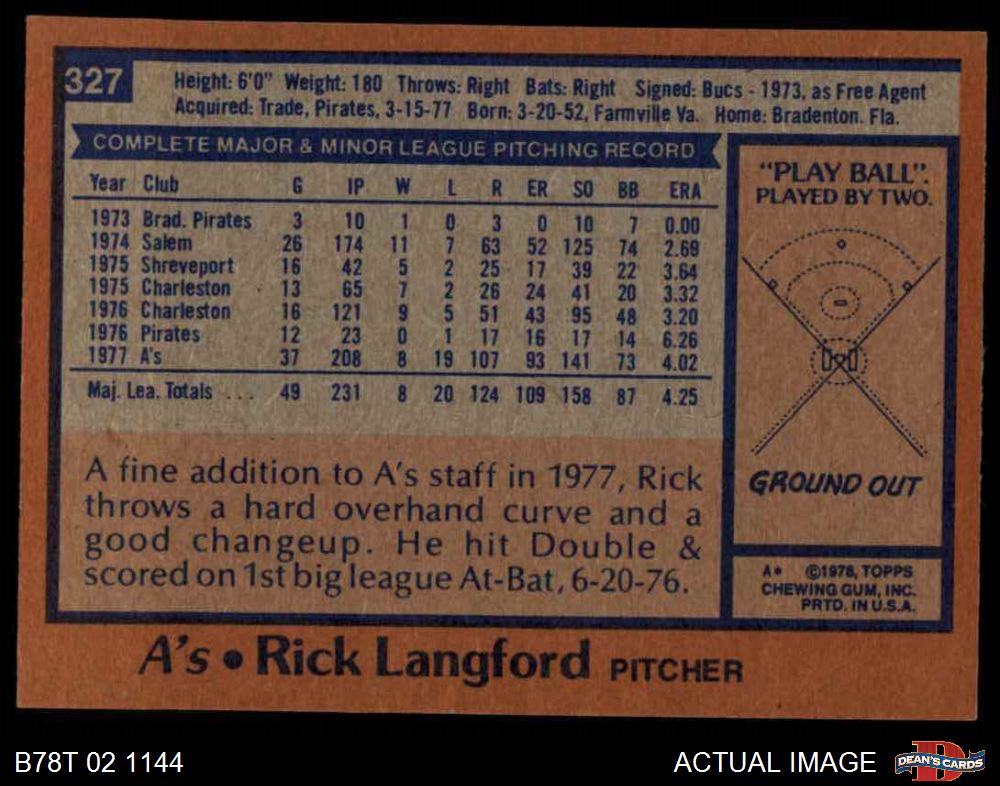 327
Height: 6'0" Weight: 180 Throws: Right Bats: Right Signed: Bucs - 1973, as Free Agent
Acquired: Trade, Pirates, 3-15-77 Born: 3-20-52, Farmville Va. Home: Bradenton. Fla.
COMPLETE MAJOR & MINOR LEAGUE PITCHING RECORD
Year Club G IP W L R ER SO BB ERA
1973 Brad. Pirates 3 10 1 0 3 0 10 7 0.00
1974 Salem 26 174 11 7 63 52 125 74 2.69
1975 Shreveport 16 42 5 2 25 17 39 22 3.64
1975 Charleston 13 65 7 2 26 24 41 20 3.32
1976 Charleston 16 121 9 5 51 43 95 48 3.20
1976 Pirates 12 23 0 1 17 16 17 14 6.26
1977 A's 37 208 8 19 107 93 141 73 4.02
Maj. Lea. Totals ... 49 231 8 20 124 109 158 87 4.25
A fine addition to A's staff in 1977, Rick
throws a hard overhand curve and a
good changeup. He hit Double &
scored on 1st big league At-Bat, 6-20-76.
"PLAY BALL".
PLAYED BY TWO.
GROUND OUT
A* ©1978, TOPPS
CHEWING GUM, INC.
PRTD. IN U.S.A.
A's • Rick Langford PITCHER
B78T 02 1144
ACTUAL IMAGE
D
DEAN'S CARDS